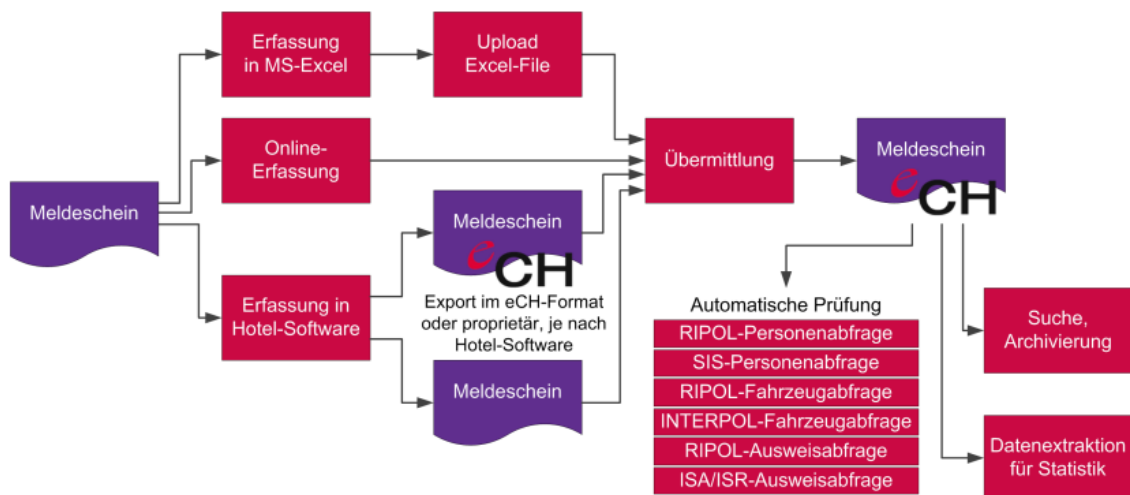 Erfassung
in MS-Excel
Upload
Excel-File
Online-
Erfassung
Übermittlung
Meldeschein
eCH
Meldeschein
Meldeschein
eCH
Export im eCH-Format
oder proprietär, je nach
Hotel-Software
Erfassung in
Hotel-Software
Meldeschein
Automatische Prüfung
RIPOL-Personenabfrage
SIS-Personenabfrage
RIPOL-Fahrzeugabfrage
INTERPOL-Fahrzeugabfrage
RIPOL-Ausweisabfrage
ISA/ISR-Ausweisabfrage
Suche,
Archivierung
Datenextraktion
für Statistik